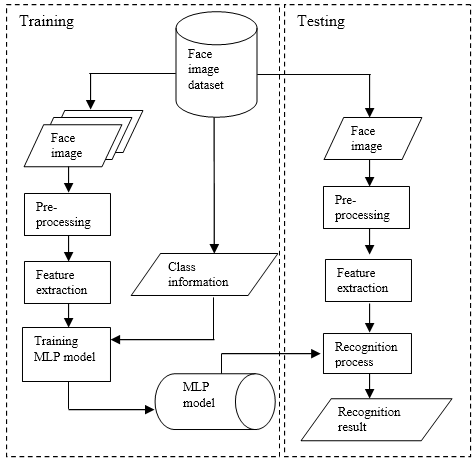 Training
Testing
Face
image
dataset
Face
image
Face
image
Pre-
processing
Pre-
processing
Class
information
Feature
extraction
Feature
extraction
Training
MLP model
Recognition
process
MLP
model
Recognition
result